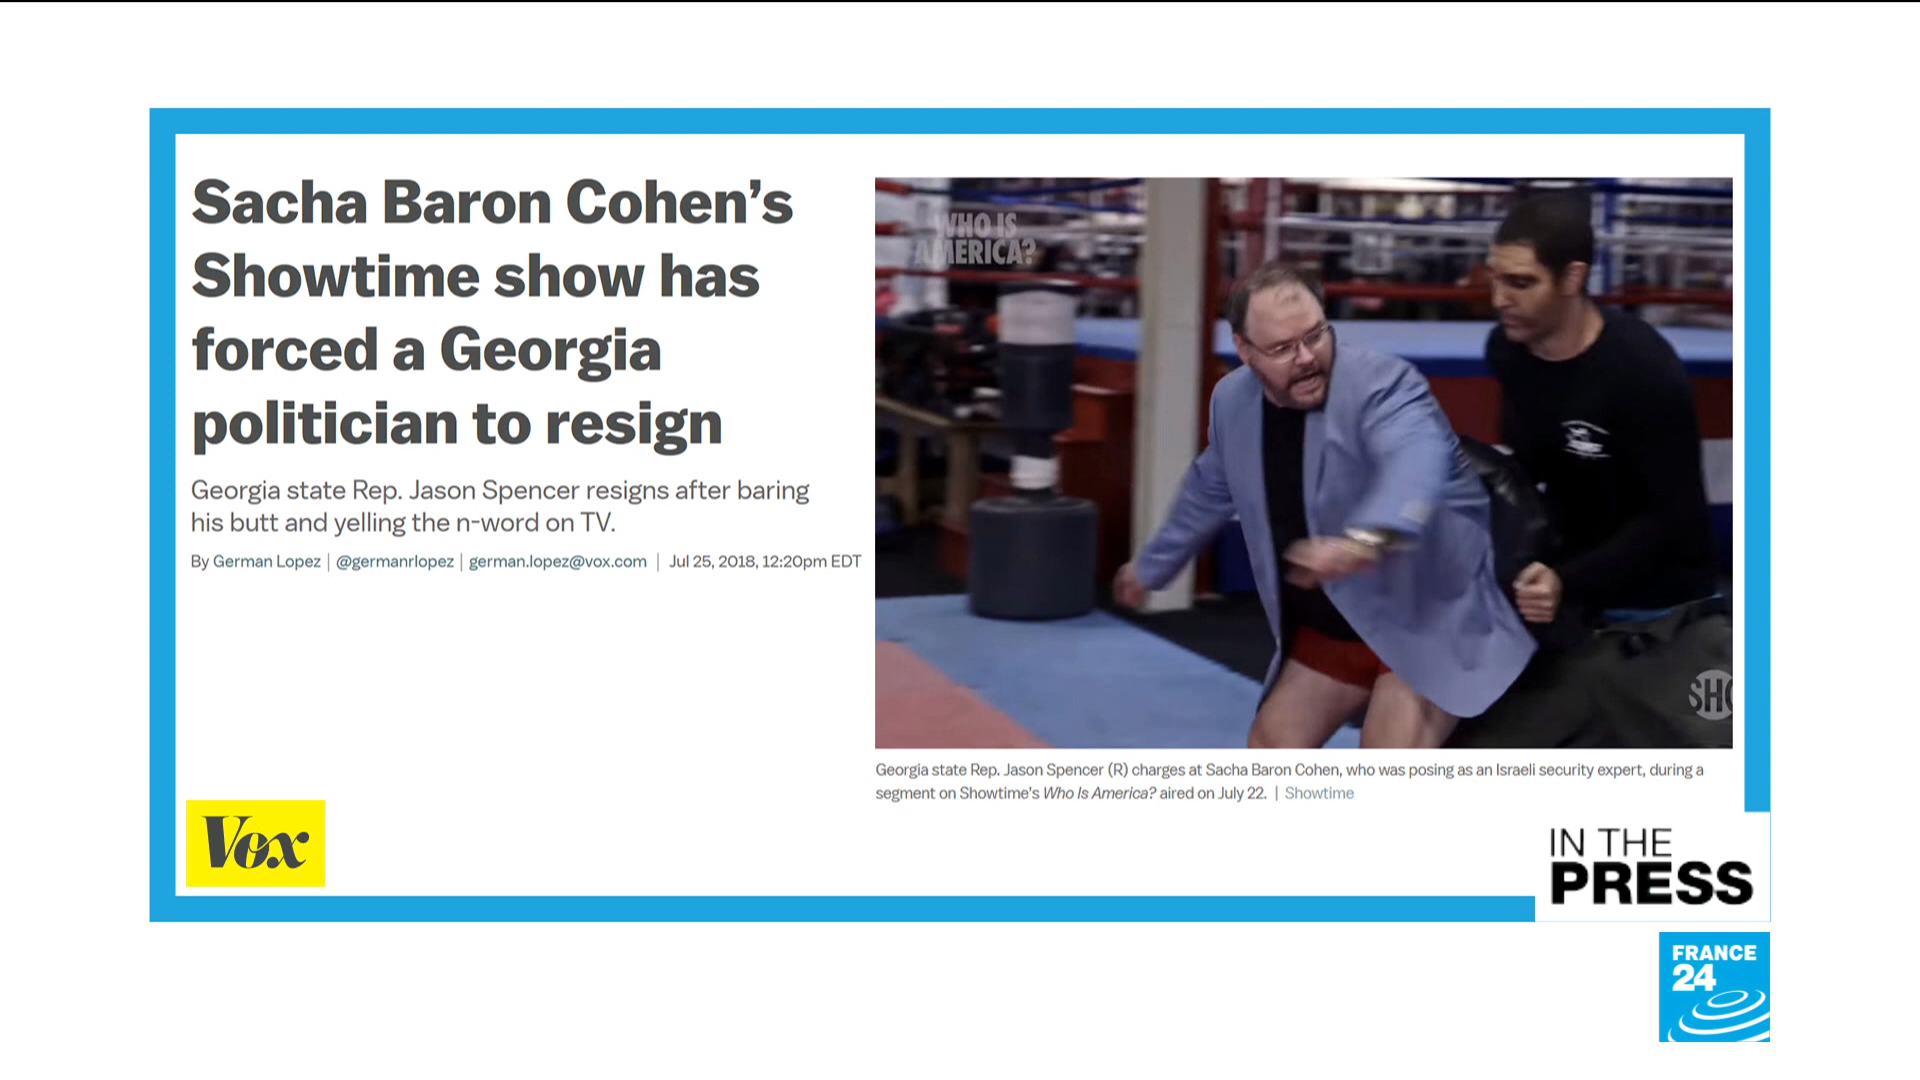 Sacha Baron Cohen’s
Showtime show has
forced a Georgia
politician to resign
Georgia state Rep. Jason Spencer resigns after baring
his butt and yelling the n-word on TV.
By German Lopez | @germanrlopez | german.lopez@vox.com | Jul 25, 2018, 12:20pm EDT
WHO IS
AMERICA?
SHO
Georgia state Rep. Jason Spencer (R) charges at Sacha Baron Cohen, who was posing as an Israeli security expert, during a
segment on Showtime's Who Is America? aired on July 22. | Showtime
Vox
IN THE
PRESS
FRANCE
24